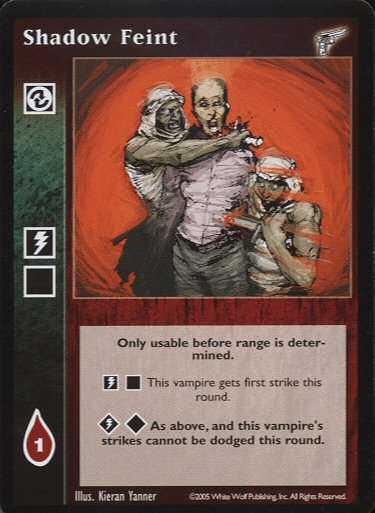 Shadow Feint
Only usable before range is deter-
mined.
This vampire gets first strike this
round.
As above, and this vampire's
strikes cannot be dodged this round.
1
Illus. Kieran Yanner ©2005 White Wolf Publishing, Inc. All Rights Reserved.